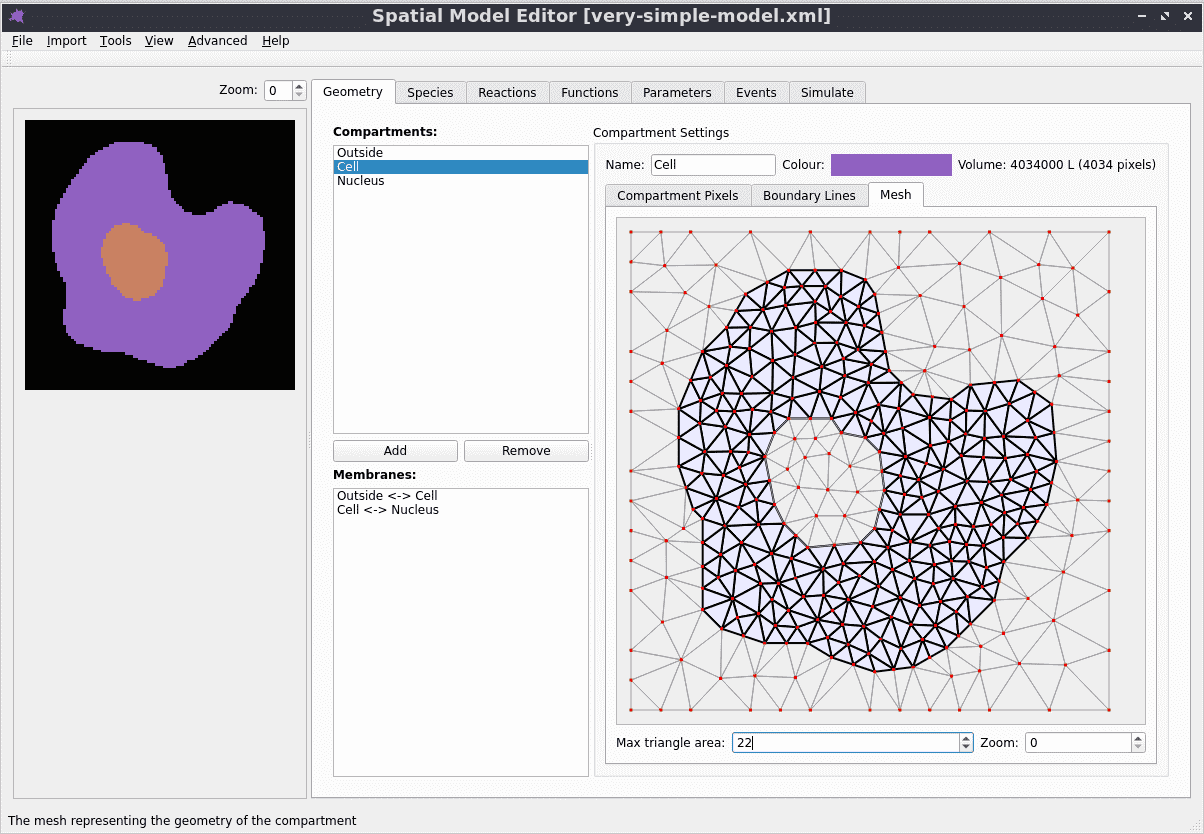 Spatial Model Editor [very-simple-model.xml]
File Import Tools View Advanced Help
Zoom: 0
Geometry Species Reactions Functions Parameters Events Simulate
Compartments:
Outside
Cell
Nucleus
Add Remove
Membranes:
Outside <-> Cell
Cell <-> Nucleus
Compartment Settings
Name: Cell Colour: Volume: 4034000 L (4034 pixels)
Compartment Pixels Boundary Lines Mesh
Max triangle area: 22 Zoom: 0
The mesh representing the geometry of the compartment